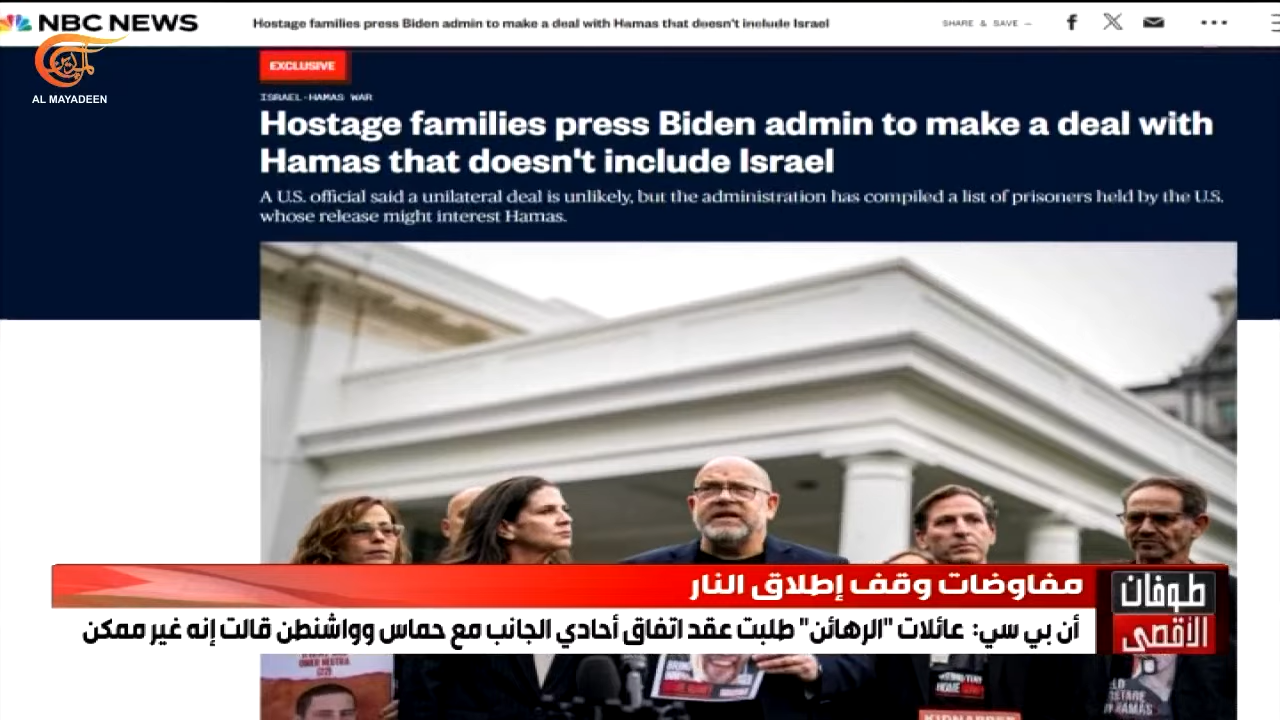 NBC NEWS
Hostage families press Biden admin to make a deal with Hamas that doesn't include Israel
SHARE & SAVE —
AL MAYADEEN
EXCLUSIVE
ISRAEL-HAMAS WAR
Hostage families press Biden admin to make a deal with
Hamas that doesn't include Israel
A U.S. official said a unilateral deal is unlikely, but the administration has compiled a list of prisoners held by the U.S.
whose release might interest Hamas.
مفاوضات وقف إطلاق النار
طوفان
الأقصى
أن بي سي: عائلات "الرهائن" طلبت عقد اتفاق أحادي الجانب مع حماس وواشنطن قالت إنه غير ممكن
OMER NEUTRA
HOME
KIDNAPPED